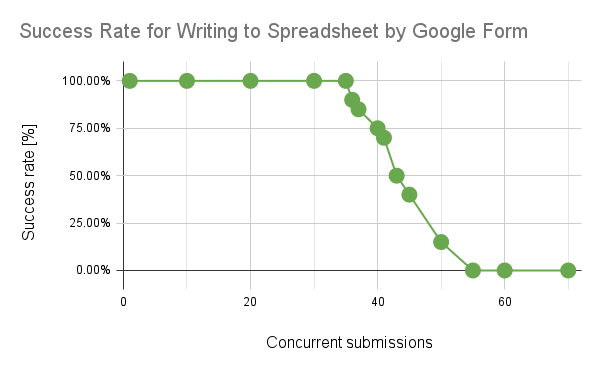 Success Rate for Writing to Spreadsheet by Google Form
Success rate [%]
100.00%
75.00%
50.00%
25.00%
0.00%
0 20 40 60
Concurrent submissions